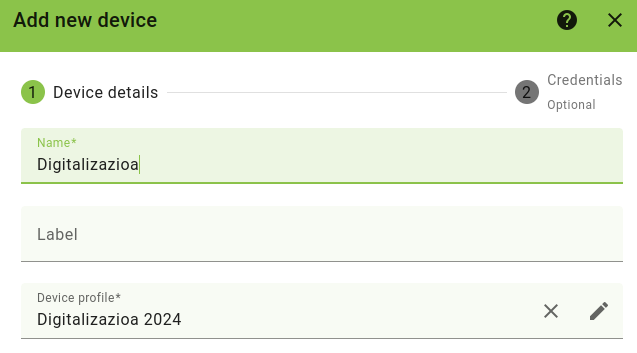 Add new device
1 Device details
2 Credentials
Optional
Name*
Digitalizazioa
Label
Device profile*
Digitalizazioa 2024